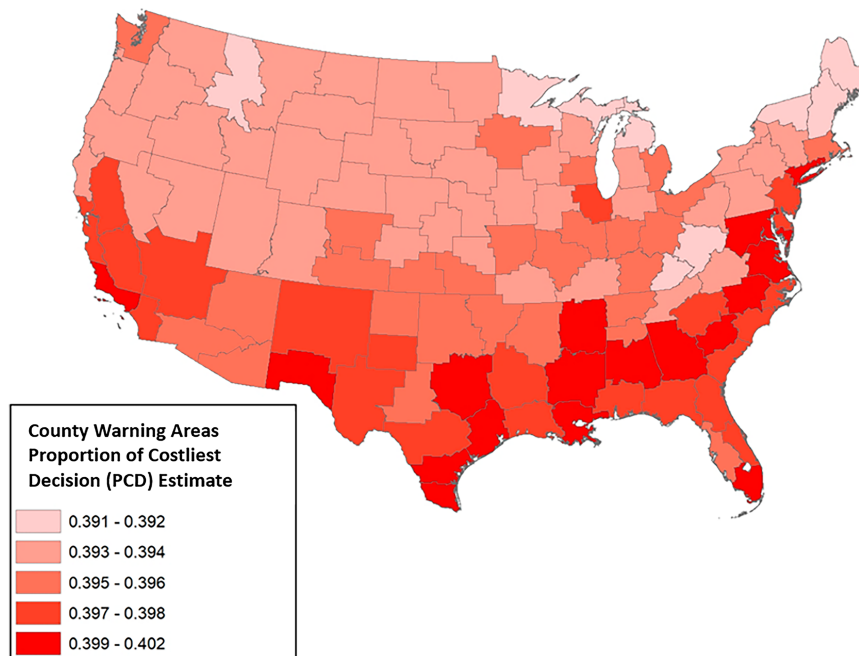 County Warning Areas
Proportion of Costliest
Decision (PCD) Estimate
0.391 - 0.392
0.393 - 0.394
0.395 - 0.396
0.397 - 0.398
0.399 - 0.402